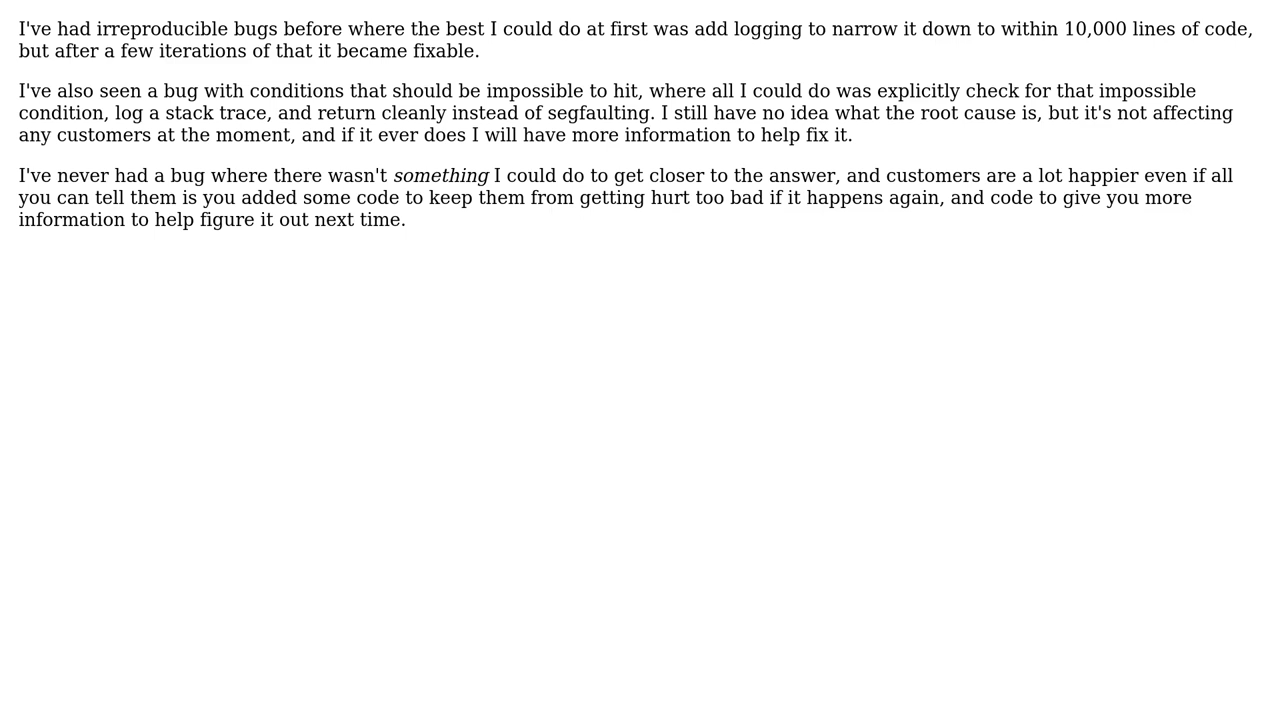 I've had irreproducible bugs before where the best I could do at first was add logging to narrow it down to within 10,000 lines of code,
but after a few iterations of that it became fixable.
I've also seen a bug with conditions that should be impossible to hit, where all I could do was explicitly check for that impossible
condition, log a stack trace, and return cleanly instead of segfaulting. I still have no idea what the root cause is, but it's not affecting
any customers at the moment, and if it ever does I will have more information to help fix it.
I've never had a bug where there wasn't something I could do to get closer to the answer, and customers are a lot happier even if all
you can tell them is you added some code to keep them from getting hurt too bad if it happens again, and code to give you more
information to help figure it out next time.